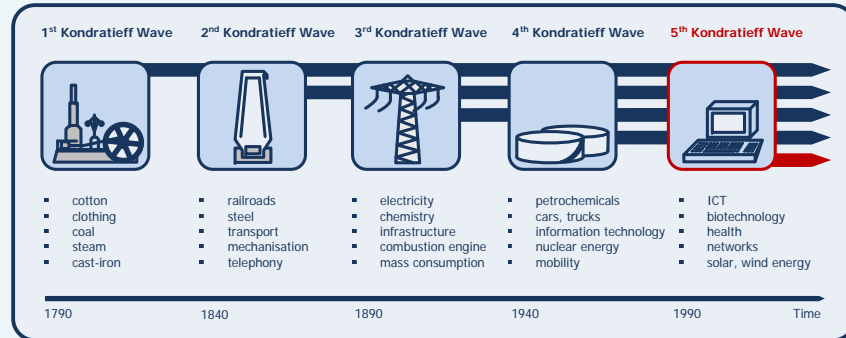 1st Kondratieff Wave
2nd Kondratieff Wave
3rd Kondratieff Wave
4th Kondratieff Wave
5th Kondratieff Wave
cotton
clothing
coal
steam
cast-iron
railroads
steel
transport
mechanisation
telephony
electricity
chemistry
infrastructure
combustion engine
mass consumption
petrochemicals
cars, trucks
information technology
nuclear energy
mobility
ICT
biotechnology
health
networks
solar, wind energy
1790
1840
1890
1940
1990
Time